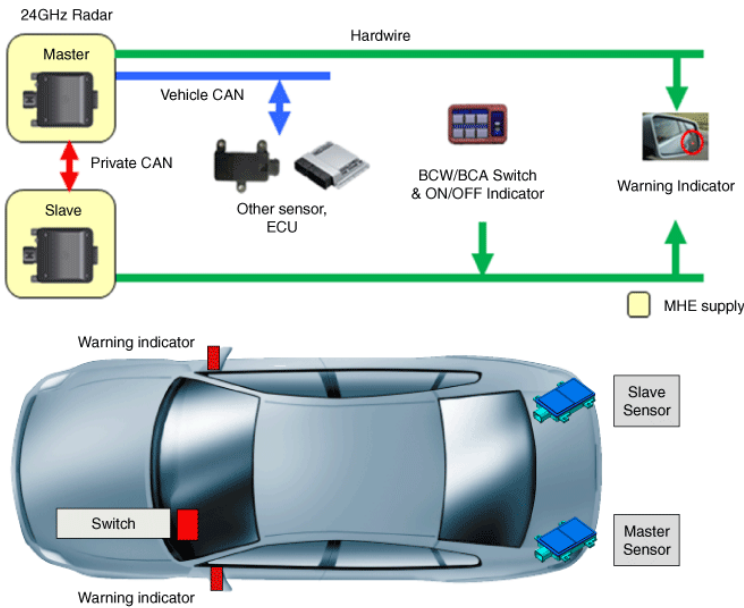 24GHz Radar
Master
Hardwire
Vehicle CAN
Private CAN
Slave
Other sensor,
ECU
BCW/BCA Switch
& ON/OFF Indicator
Warning Indicator
MHE supply
Warning indicator
Slave
Sensor
Switch
Master
Sensor
Warning indicator